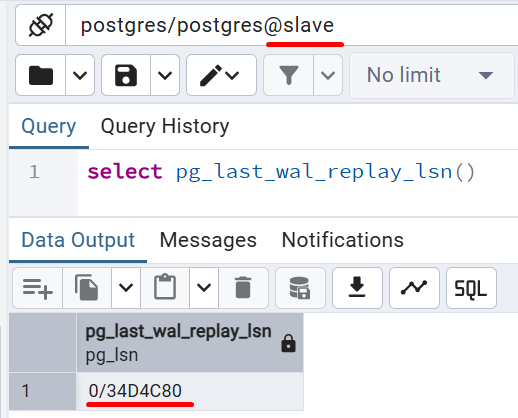 postgres/postgres@slave
No limit
Query Query History
1 select pg_last_wal_replay_lsn()
Data Output Messages Notifications
SQL
pg_last_wal_replay_lsn
pg_lsn
1 0/34D4C80